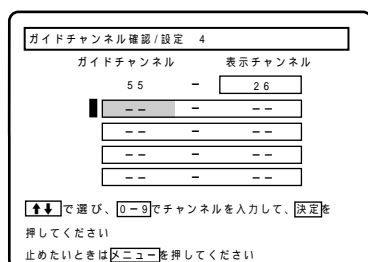 ガイドチャンネル確認/設定 4
ガイドチャンネル 表示チャンネル
55 - 26
-- - --
-- - --
-- - --
-- - --
↑↓で選び、0-9でチャンネルを入力して、決定を
押してください
止めたいときはメニューを押してください